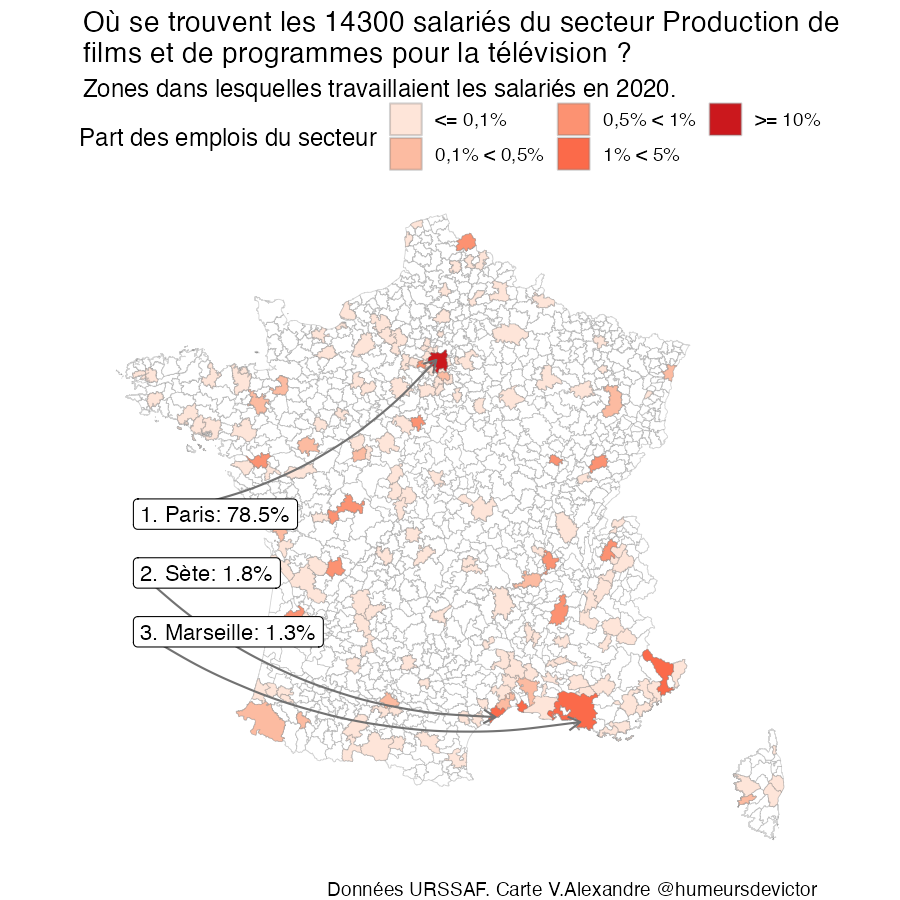 Où se trouvent les 14300 salariés du secteur Production de
films et de programmes pour la télévision ?
Zones dans lesquelles travaillaient les salariés en 2020.
Part des emplois du secteur
<= 0,1%
0,1% < 0,5%
0,5% < 1%
1% < 5%
>= 10%
1. Paris: 78.5%
2. Sète: 1.8%
3. Marseille: 1.3%
Données URSSAF. Carte V.Alexandre @humeursdevictor